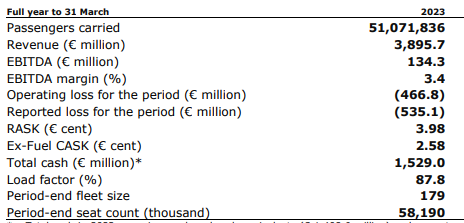 Full year to 31 March 2023
Passengers carried 51,071,836
Revenue (€ million) 3,895.7
EBITDA (€ million) 134.3
EBITDA margin (%) 3.4
Operating loss for the period (€ million) (466.8)
Reported loss for the period (€ million) (535.1)
RASK (€ cent) 3.98
Ex-Fuel CASK (€ cent) 2.58
Total cash (€ million)* 1,529.0
Load factor (%) 87.8
Period-end fleet size 179
Period-end seat count (thousand) 58,190